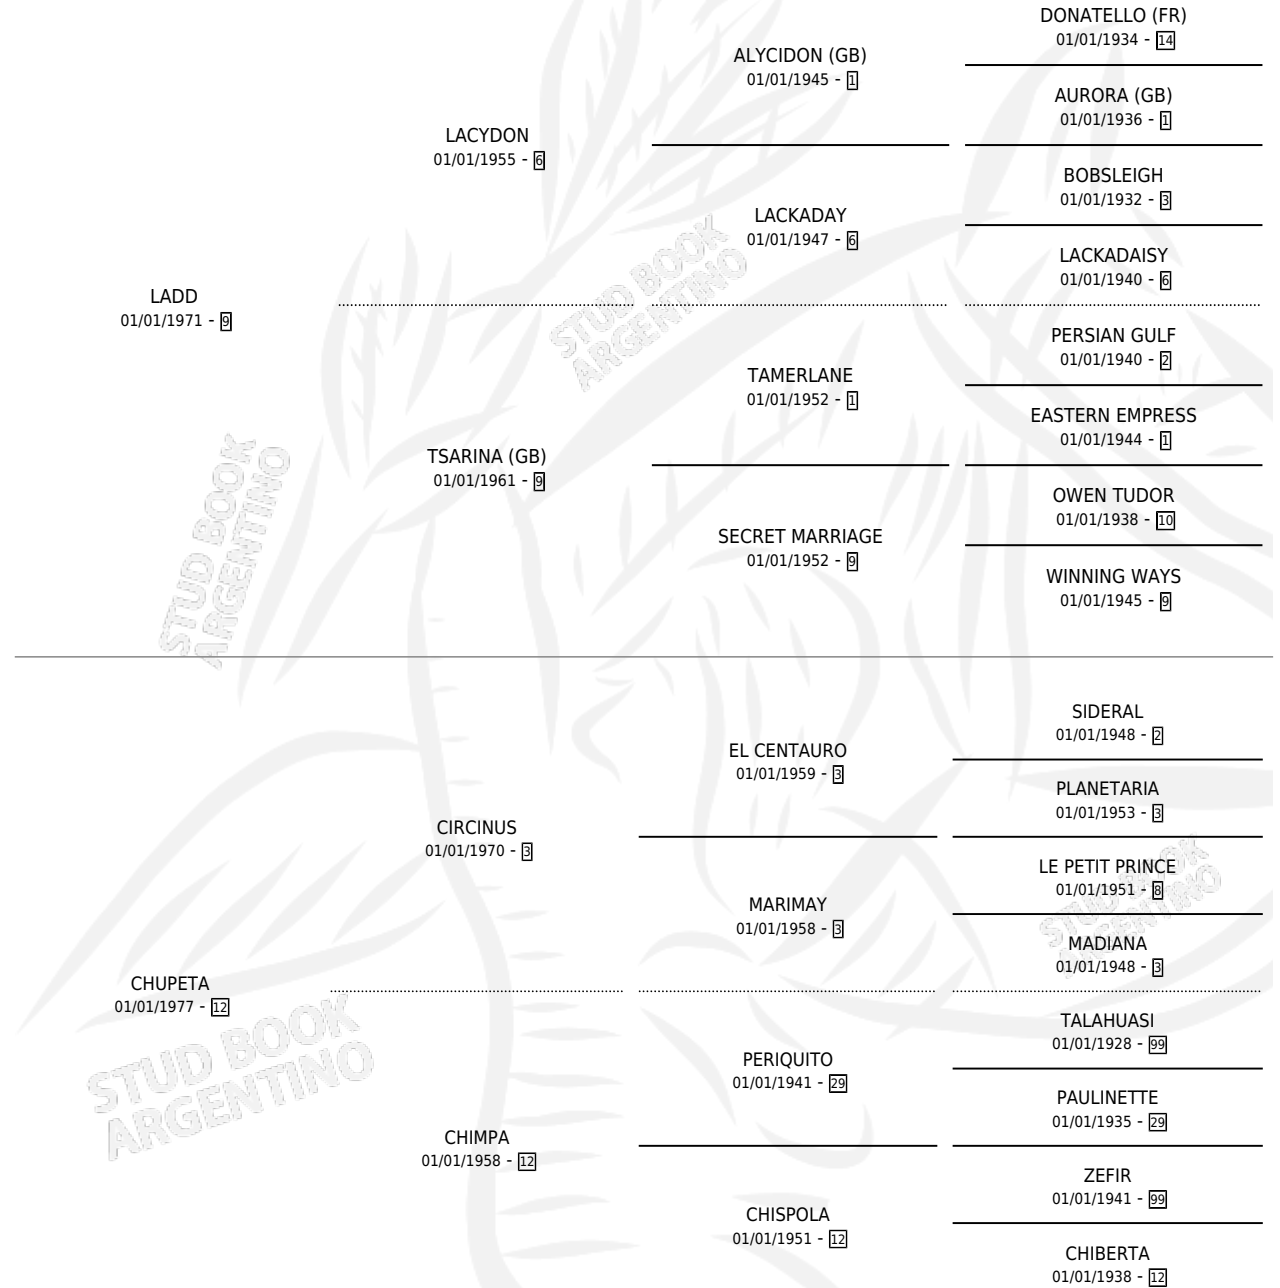 DONATELLO (FR)
01/01/1934 - 14
ALYCIDON (GB)
01/01/1945 - 1
AURORA (GB)
01/01/1936 - 1
LACYDON
01/01/1955 - 6
BOBSLEIGH
01/01/1932 - 3
LACKADAY
01/01/1947 - 6
LACKADAISY
01/01/1940 - 6
LADD
01/01/1971 - 9
PERSIAN GULF
01/01/1940 - 2
TAMERLANE
01/01/1952 - 1
EASTERN EMPRESS
01/01/1944 - 1
TSARINA (GB)
01/01/1961 - 9
OWEN TUDOR
01/01/1938 - 10
SECRET MARRIAGE
01/01/1952 - 9
WINNING WAYS
01/01/1945 - 9
SIDERAL
01/01/1948 - 2
EL CENTAURO
01/01/1959 - 3
PLANETARIA
01/01/1953 - 3
CIRCINUS
01/01/1970 - 3
LE PETIT PRINCE
01/01/1951 - 8
MARIMAY
01/01/1958 - 3
MADIANA
01/01/1948 - 3
CHUPETA
01/01/1977 - 12
TALAHUASI
01/01/1928 - 99
PERIQUITO
01/01/1941 - 29
PAULINETTE
01/01/1935 - 29
CHIMPA
01/01/1958 - 12
ZEFIR
01/01/1941 - 99
CHISPOLA
01/01/1951 - 12
CHIBERTA
01/01/1938 - 12
STUD BOOK
ARGENTINO
STUD BOOK
ARGENTINO
STUD BOOK
ARGENTINO
STUD BOOK
ARGENTINO